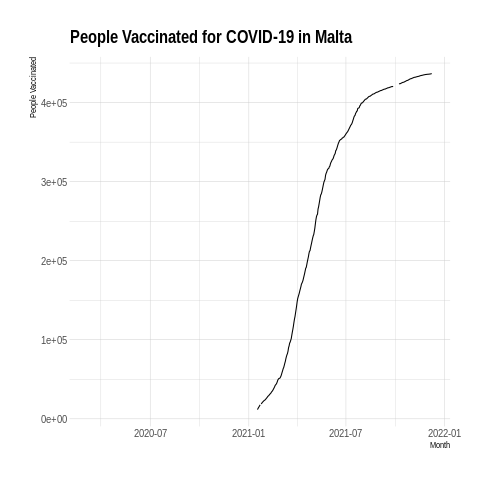 People Vaccinated for COVID-19 in Malta
People Vaccinated
4e+05
3e+05
2e+05
1e+05
0e+00
2020-07 2021-01 2021-07 2022-01
Month